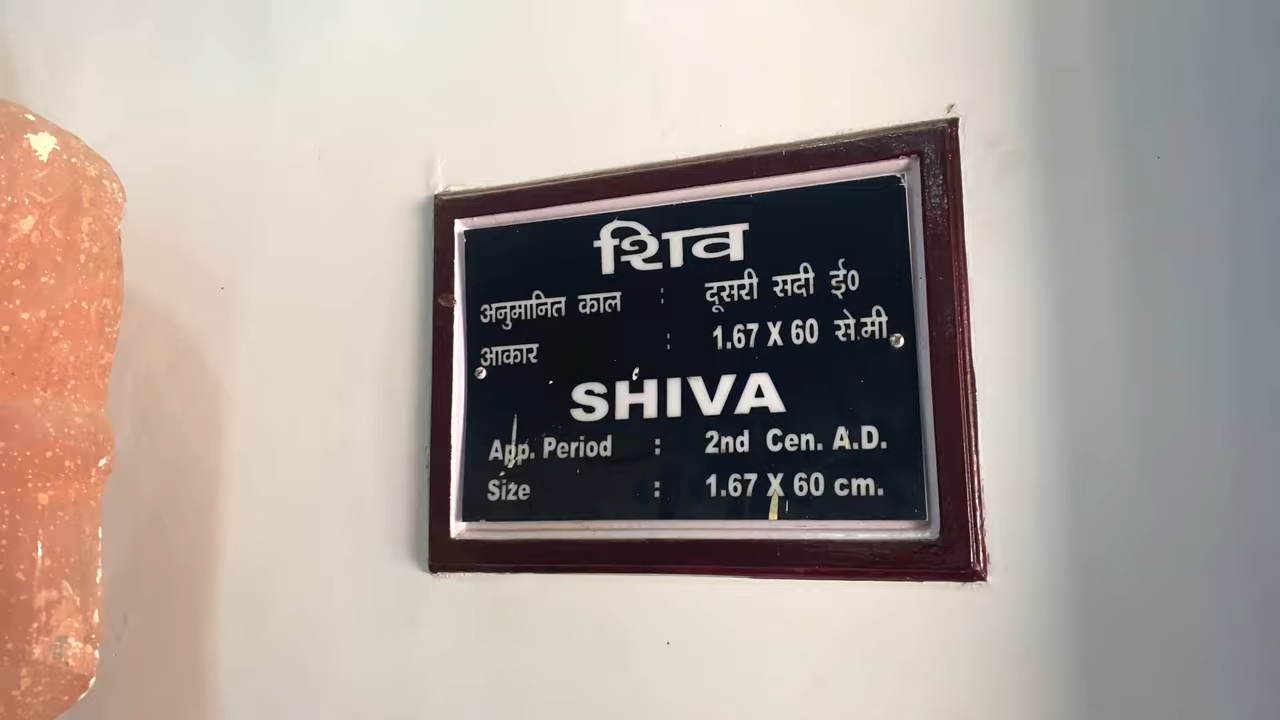 शिव
अनुमानित काल : दूसरी सदी ई०
आकार : 1.67 X 60 से.मी.
SHIVA
App. Period : 2nd Cen. A.D.
Size : 1.67 X 60 cm.